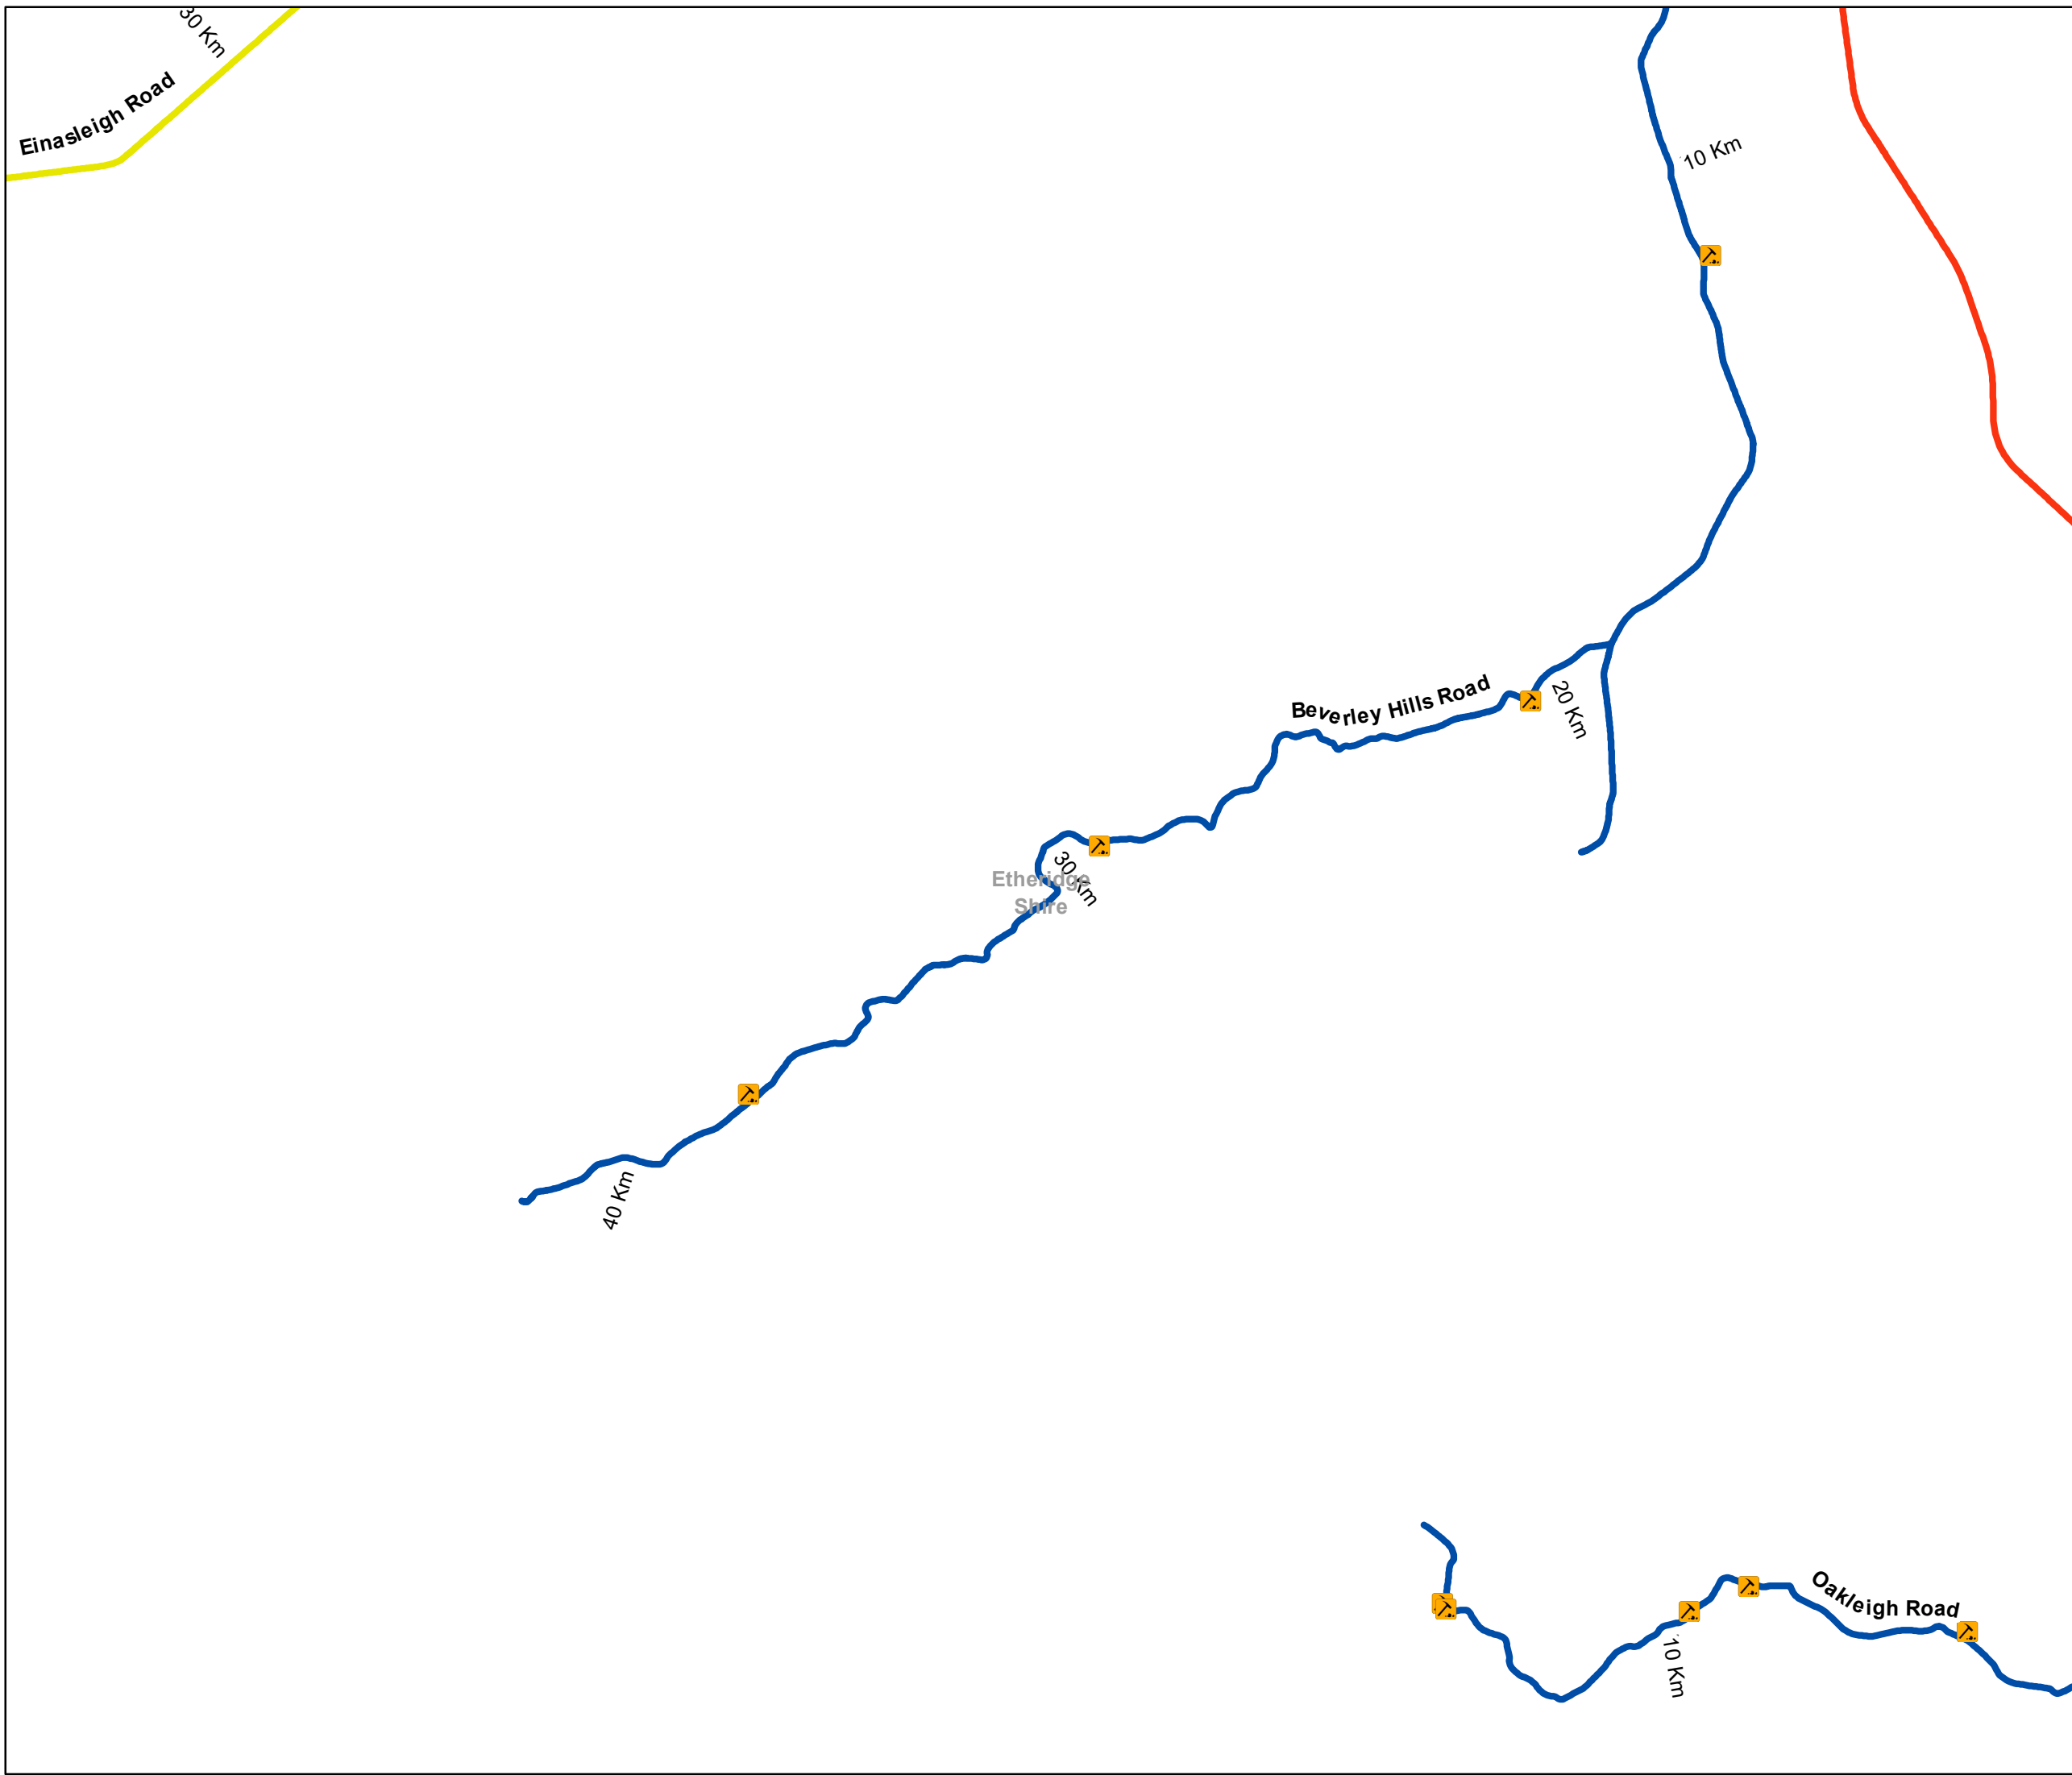 30 Km
Einasleigh Road
10 Km
Beverley Hills Road
20 Km
30 Km
Etheridge
Shire
40 Km
Oakleigh Road
10 Km